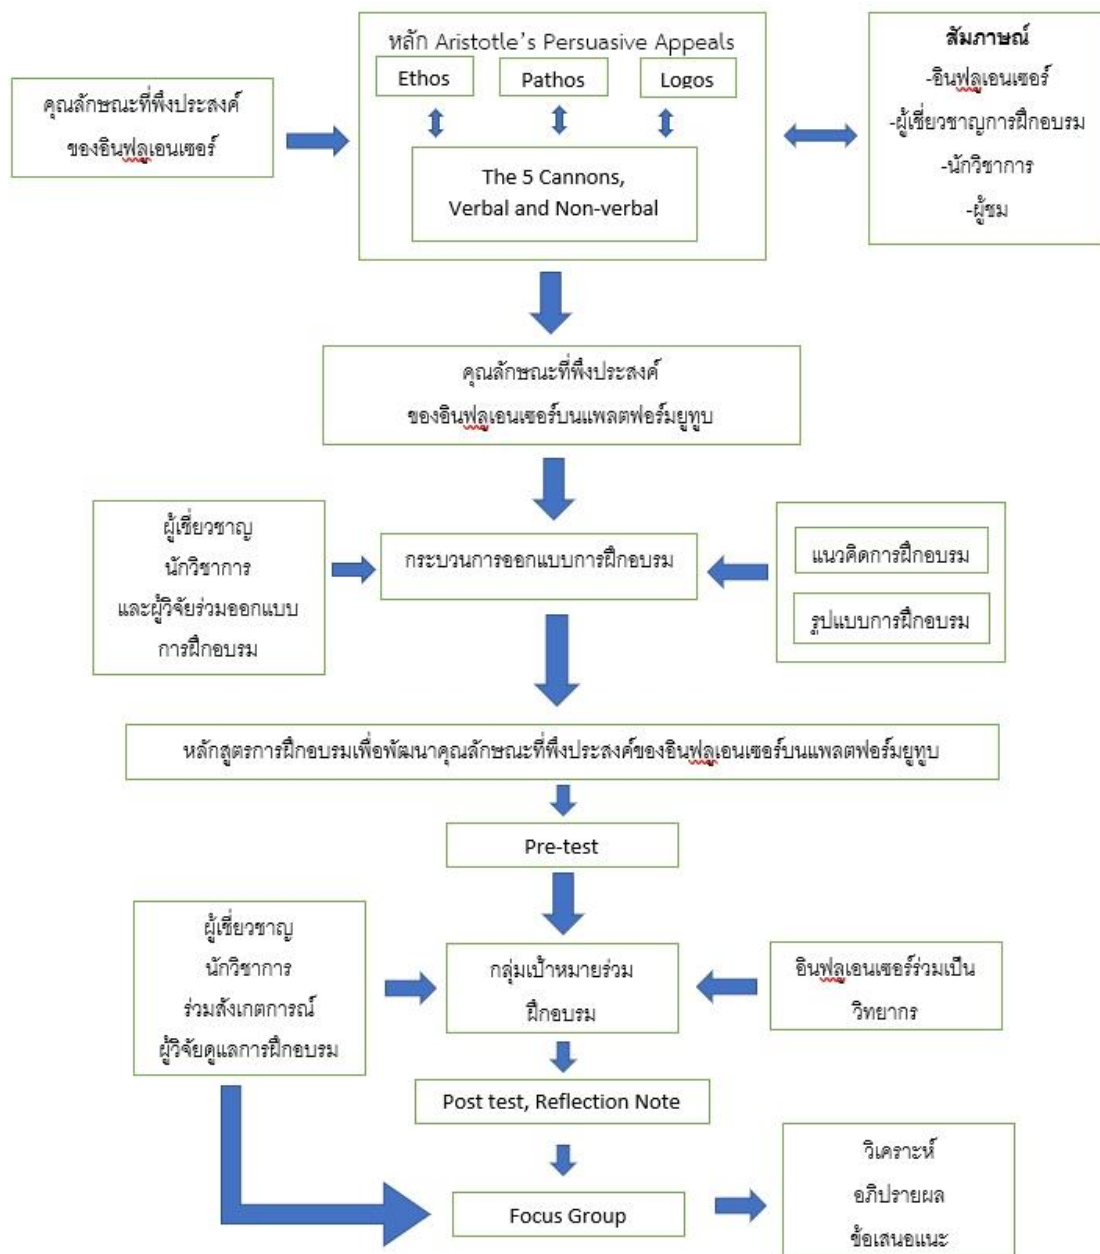 คุณลักษณะที่พึงประสงค์
ของอินฟลูเอนเซอร์
หลัก Aristotle's Persuasive Appeals
Ethos
Pathos
Logos
The 5 Cannons,
Verbal and Non-verbal
สัมภาษณ์
-อินฟลูเอนเซอร์
-ผู้เชี่ยวชาญการฝึกอบรม
-นักวิชาการ
-ผู้ชม
คุณลักษณะที่พึงประสงค์
ของอินฟลูเอนเซอร์บนแพลตฟอร์มยูทูบ
ผู้เชี่ยวชาญ
นักวิชาการ
และผู้วิจัยร่วมออกแบบ
การฝึกอบรม
กระบวนการออกแบบการฝึกอบรม
แนวคิดการฝึกอบรม
รูปแบบการฝึกอบรม
หลักสูตรการฝึกอบรมเพื่อพัฒนาคุณลักษณะที่พึงประสงค์ของอินฟลูเอนเซอร์บนแพลตฟอร์มยูทูบ
Pre-test
ผู้เชี่ยวชาญ
นักวิชาการ
ร่วมสังเกตการณ์
ผู้วิจัยดูแลการฝึกอบรม
กลุ่มเป้าหมายร่วม
ฝึกอบรม
อินฟลูเอนเซอร์ร่วมเป็น
วิทยากร
Post test, Reflection Note
Focus Group
วิเคราะห์
อภิปรายผล
ข้อเสนอแนะ